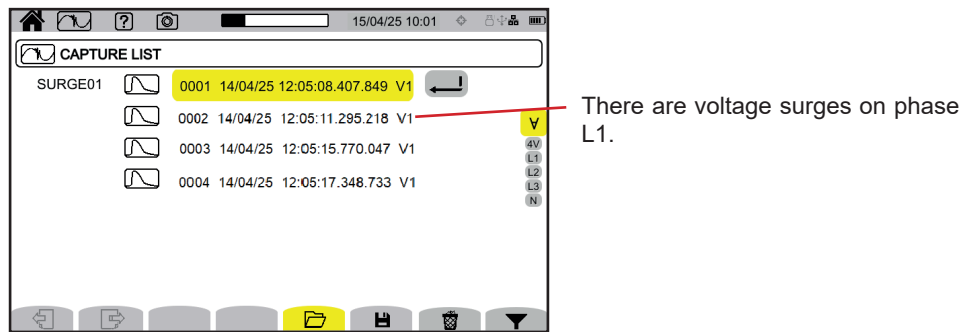 ?
15/04/25 10:01
CAPTURE LIST
SURGE01
0001 14/04/25 12:05:08.407.849 V1
0002 14/04/25 12:05:11.295.218 V1
0003 14/04/25 12:05:15.770.047 V1
0004 14/04/25 12:05:17.348.733 V1
∀
4V
L1
L2
L3
N
There are voltage surges on phase
L1.